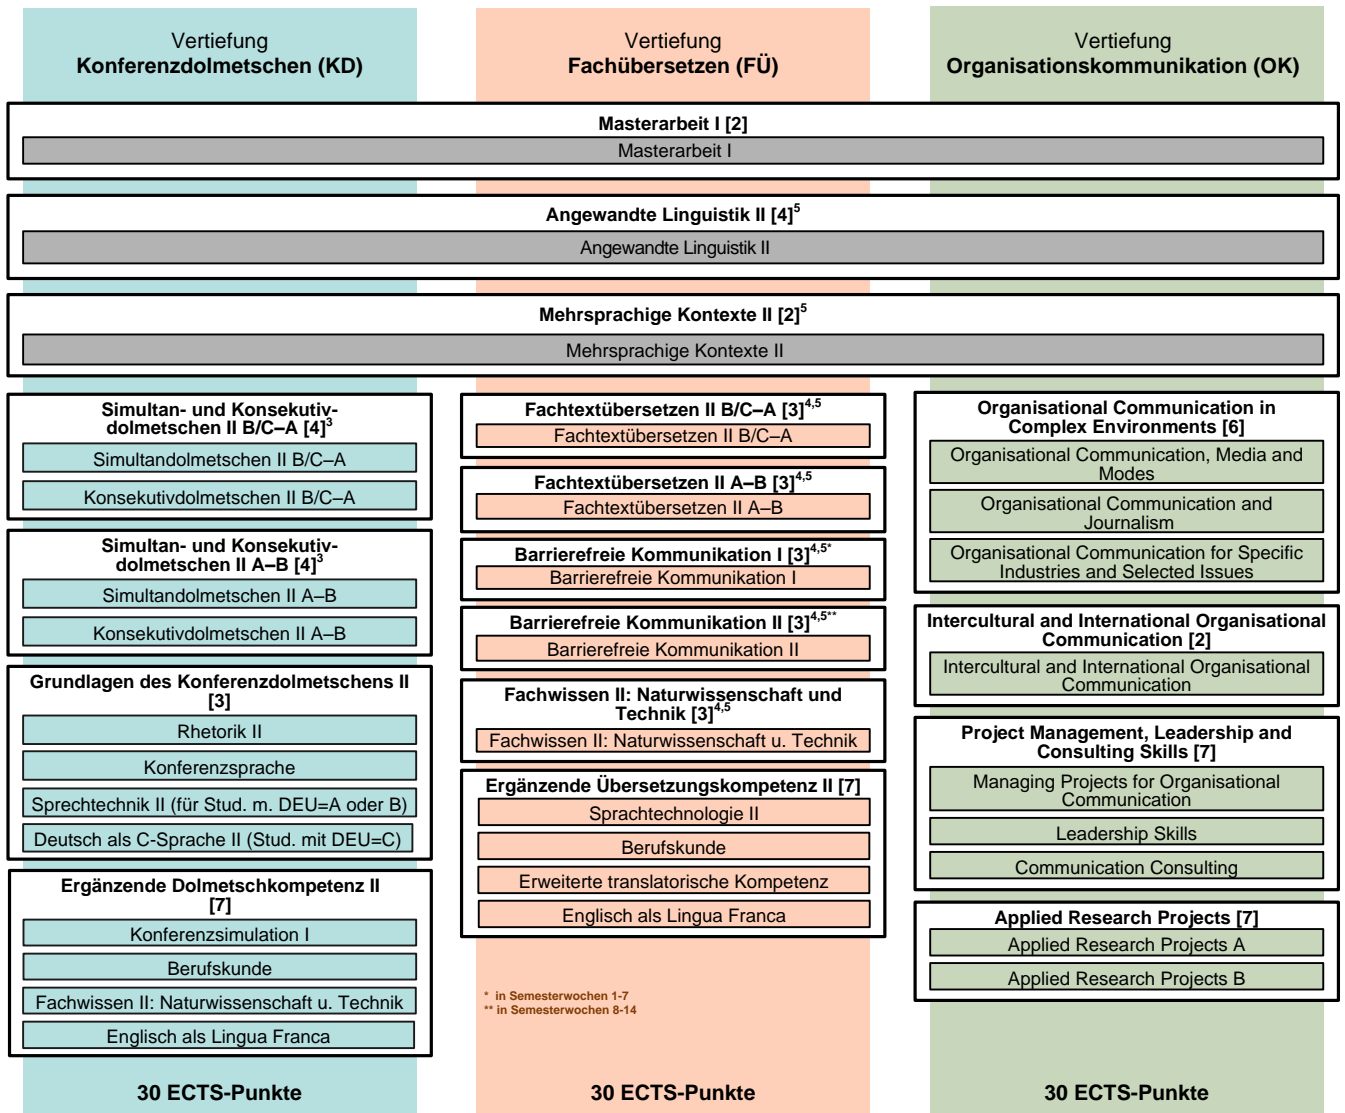 Vertiefung
Konferenzdolmetschen (KD)
Vertiefung
Fachübersetzen (FÜ)
Vertiefung
Organisationskommunikation (OK)
Masterarbeit I [2]
Masterarbeit I
Angewandte Linguistik II [4]⁵
Angewandte Linguistik II
Mehrsprachige Kontexte II [2]⁵
Mehrsprachige Kontexte II
Simultan- und Konsekutiv-
dolmetschen II B/C–A [4]³
Simultandolmetschen II B/C–A
Konsekutivdolmetschen II B/C–A
Simultan- und Konsekutiv-
dolmetschen II A–B [4]³
Simultandolmetschen II A–B
Konsekutivdolmetschen II A–B
Grundlagen des Konferenzdolmetschens II
[3]
Rhetorik II
Konferenzsprache
Sprechtechnik II (für Stud. m. DEU=A oder B)
Deutsch als C-Sprache II (Stud. mit DEU=C)
Ergänzende Dolmetschkompetenz II
[7]
Konferenzsimulation I
Berufskunde
Fachwissen II: Naturwissenschaft u. Technik
Englisch als Lingua Franca
30 ECTS-Punkte
Fachtextübersetzen II B/C–A [3]⁴,⁵
Fachtextübersetzen II B/C–A
Fachtextübersetzen II A–B [3]⁴,⁵
Fachtextübersetzen II A–B
Barrierefreie Kommunikation I [3]⁴,⁵*
Barrierefreie Kommunikation I
Barrierefreie Kommunikation II [3]⁴,⁵**
Barrierefreie Kommunikation II
Fachwissen II: Naturwissenschaft und
Technik [3]⁴,⁵
Fachwissen II: Naturwissenschaft u. Technik
Ergänzende Übersetzungskompetenz II [7]
Sprachtechnologie II
Berufskunde
Erweiterte translatorische Kompetenz
Englisch als Lingua Franca
* in Semesterwochen 1-7
** in Semesterwochen 8-14
30 ECTS-Punkte
Organisational Communication in
Complex Environments [6]
Organisational Communication, Media and
Modes
Organisational Communication and
Journalism
Organisational Communication for Specific
Industries and Selected Issues
Intercultural and International Organisational
Communication [2]
Intercultural and International Organisational
Communication
Project Management, Leadership and
Consulting Skills [7]
Managing Projects for Organisational
Communication
Leadership Skills
Communication Consulting
Applied Research Projects [7]
Applied Research Projects A
Applied Research Projects B
30 ECTS-Punkte